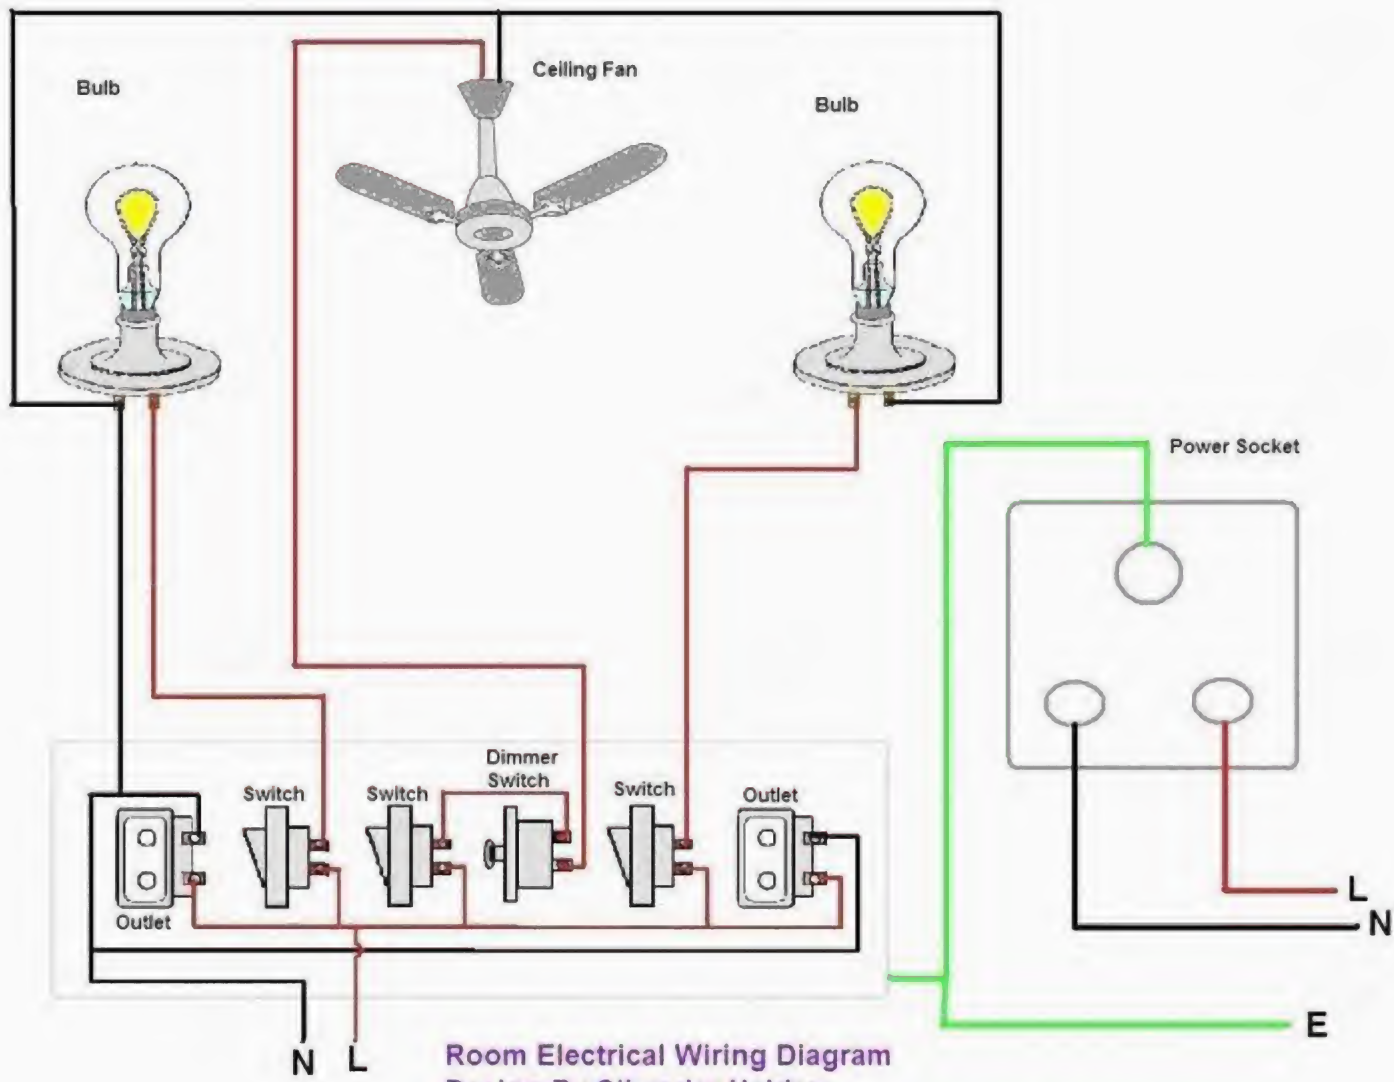 Ceiling Fan
Bulb
Bulb
Power Socket
Dimmer
Switch
Switch
Switch
Switch
Outlet
Outlet
L
N
E
N
L
Room Electrical Wiring Diagram